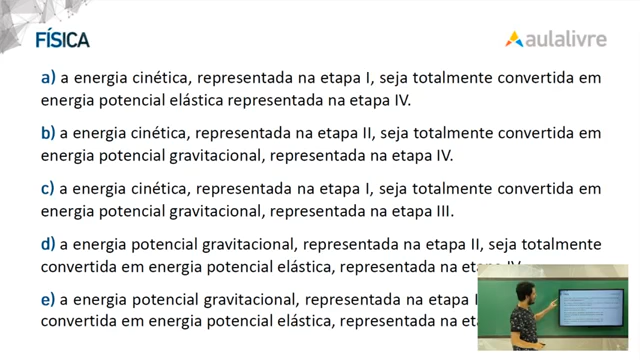 FÍSICA
aulalivre
a) a energia cinética, representada na etapa I, seja totalmente convertida em
energia potencial elástica representada na etapa IV.
b) a energia cinética, representada na etapa II, seja totalmente convertida em
energia potencial gravitacional, representada na etapa IV.
c) a energia cinética, representada na etapa I, seja totalmente convertida em
energia potencial gravitacional, representada na etapa III.
d) a energia potencial gravitacional, representada na etapa II, seja totalmente
convertida em energia potencial elástica, representada na etapa IV.
e) a energia potencial gravitacional, representada na etapa
convertida em energia potencial elástica, representada na